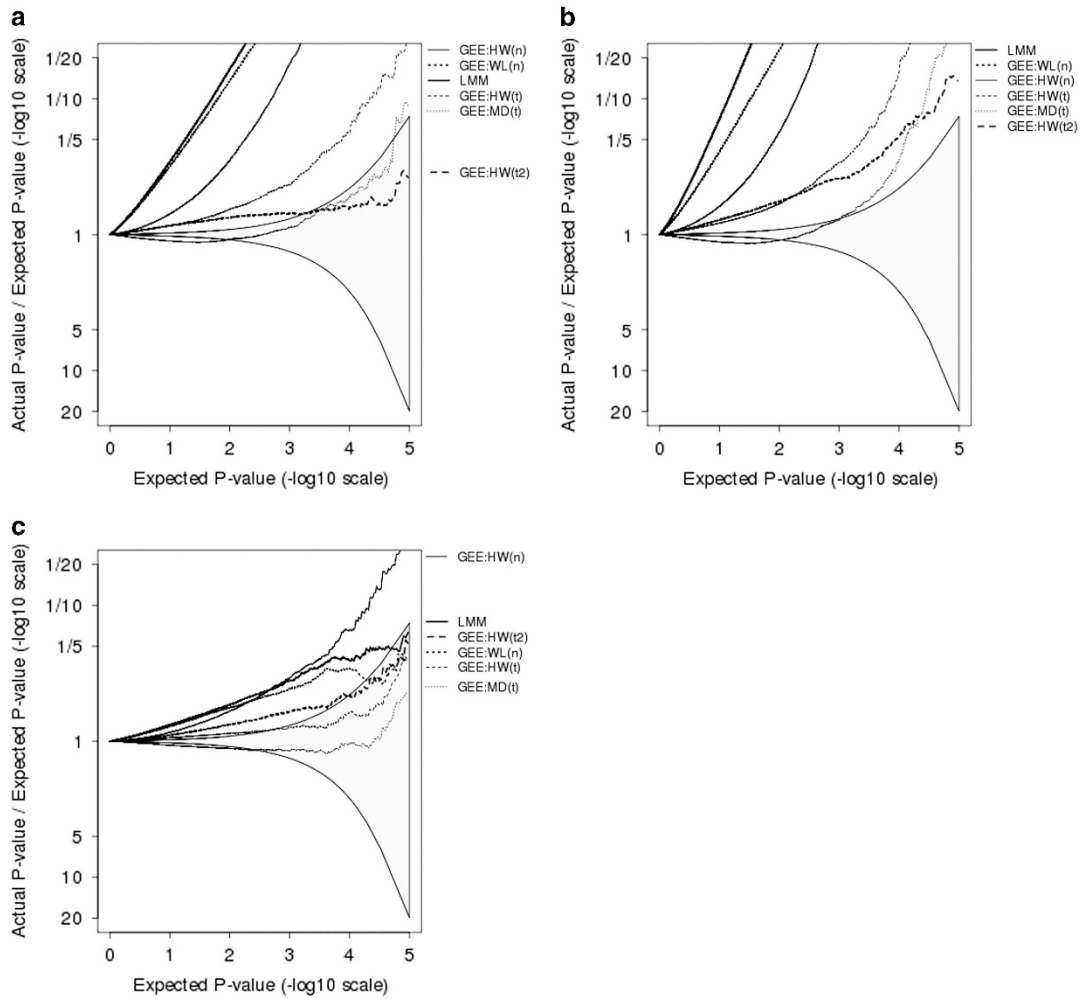 a
Actual P-value / Expected P-value (-log10 scale)
1/20
1/10
1/5
1
5
10
20
0 1 2 3 4 5
Expected P-value (-log10 scale)
GEE:HW(n)
GEE:WL(n)
LMM
GEE:HW(t)
GEE:MD(t)
GEE:HW(t2)
b
Actual P-value / Expected P-value (-log10 scale)
1/20
1/10
1/5
1
5
10
20
0 1 2 3 4 5
Expected P-value (-log10 scale)
LMM
GEE:WL(n)
GEE:HW(n)
GEE:HW(t)
GEE:MD(t)
GEE:HW(t2)
c
Actual P-value / Expected P-value (-log10 scale)
1/20
1/10
1/5
1
5
10
20
0 1 2 3 4 5
Expected P-value (-log10 scale)
GEE:HW(n)
LMM
GEE:HW(t2)
GEE:WL(n)
GEE:HW(t)
GEE:MD(t)